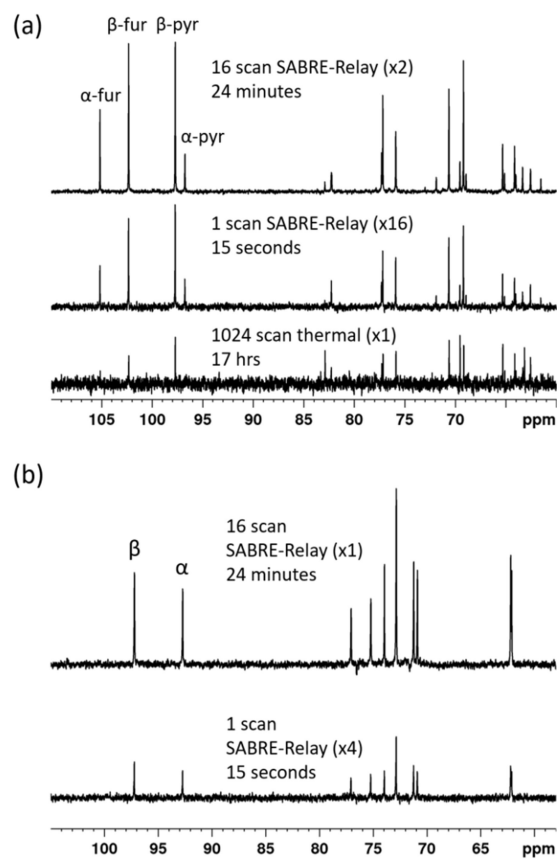 (a)
β-fur β-pyr
α-fur
α-pyr
16 scan SABRE-Relay (x2)
24 minutes
1 scan SABRE-Relay (x16)
15 seconds
1024 scan thermal (x1)
17 hrs
105 100 95 90 85 80 75 70 ppm
(b)
β
α
16 scan
SABRE-Relay (x1)
24 minutes
1 scan
SABRE-Relay (x4)
15 seconds
100 95 90 85 80 75 70 65 ppm